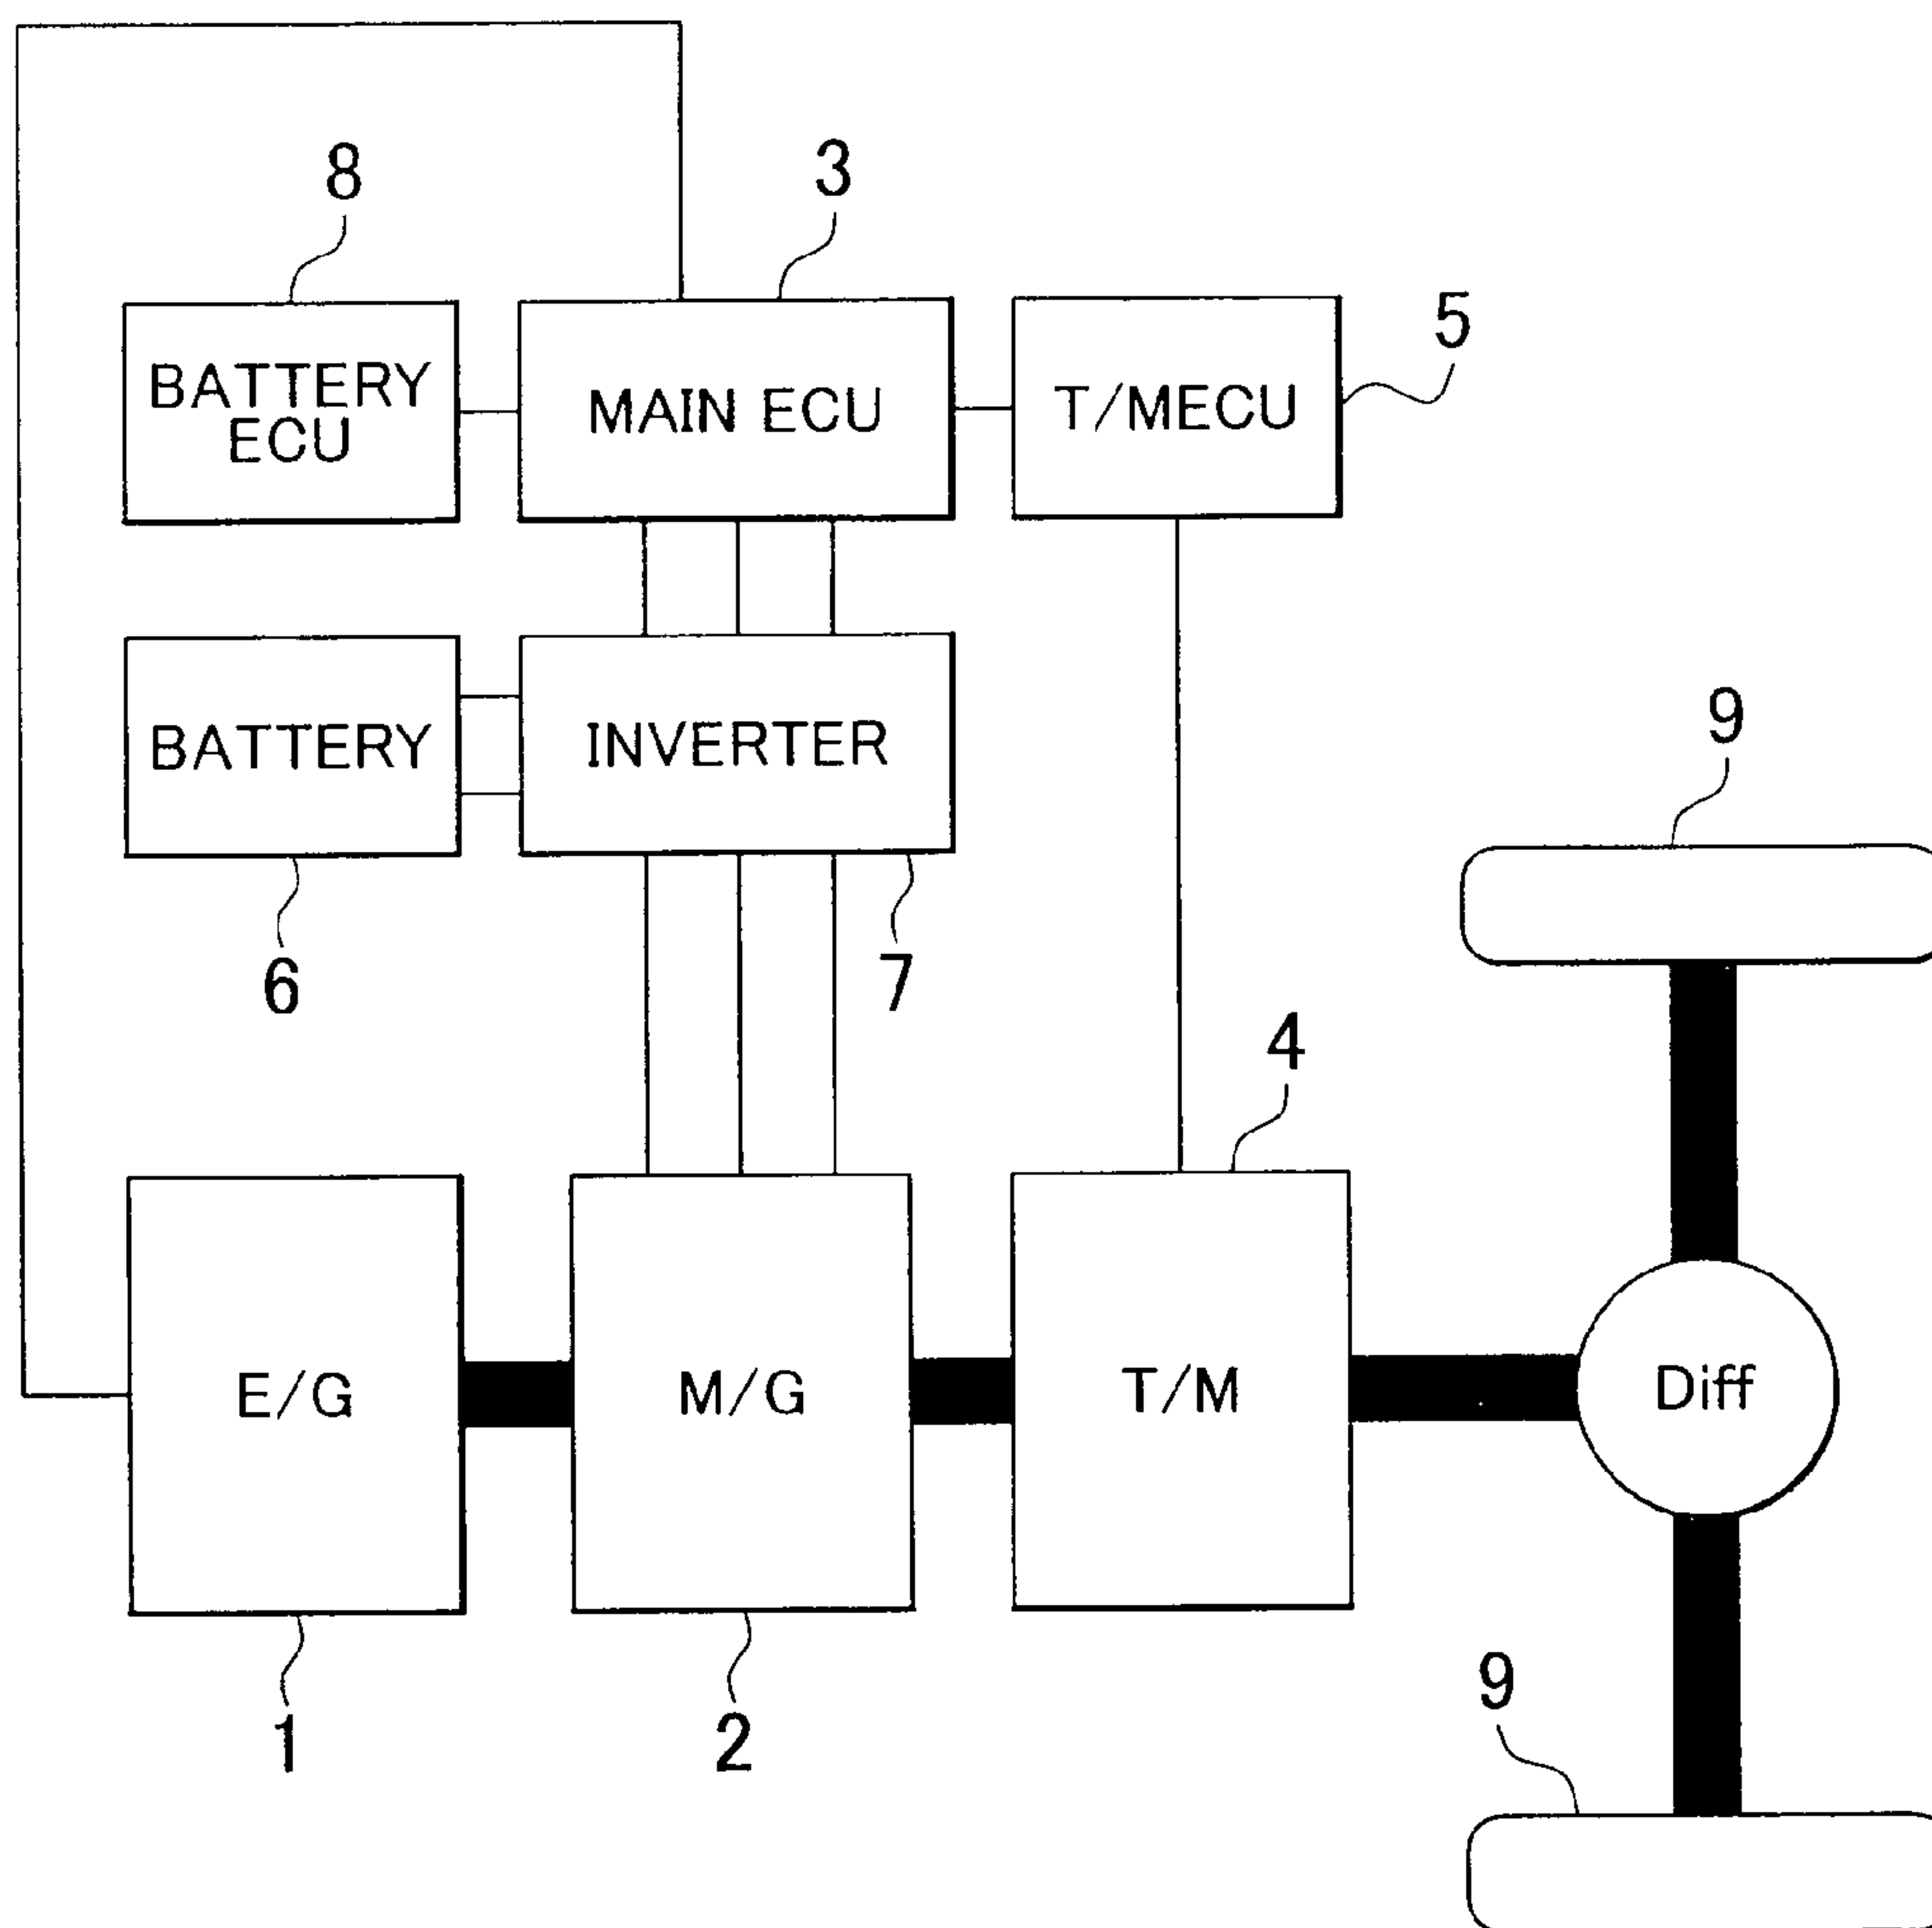 8
3
5
BATTERY
ECU
MAIN ECU
T/MECU
9
BATTERY
INVERTER
6
7
4
E/G
M/G
T/M
Diff
9
1
2